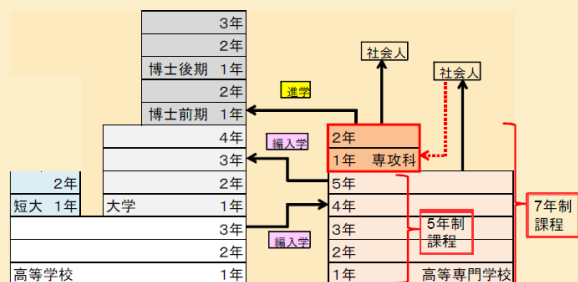 3年
2年
博士後期 1年
2年
博士前期 1年
4年
3年
2年
大学 1年
2年
短大 1年
3年
2年
高等学校 1年
進学
編入学
編入学
社会人
社会人
2年
1年 専攻科
5年
4年
3年
2年
1年 高等専門学校
5年制
課程
7年制
課程